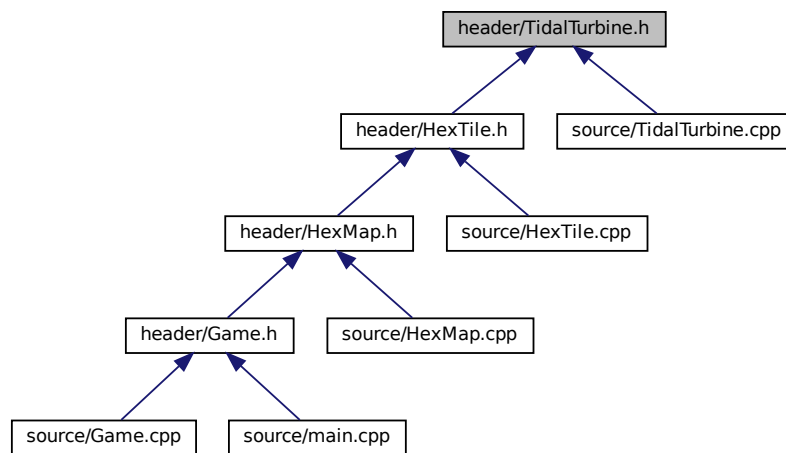 header/TidalTurbine.h
header/HexTile.h
source/TidalTurbine.cpp
header/HexMap.h
source/HexTile.cpp
header/Game.h
source/HexMap.cpp
source/Game.cpp
source/main.cpp